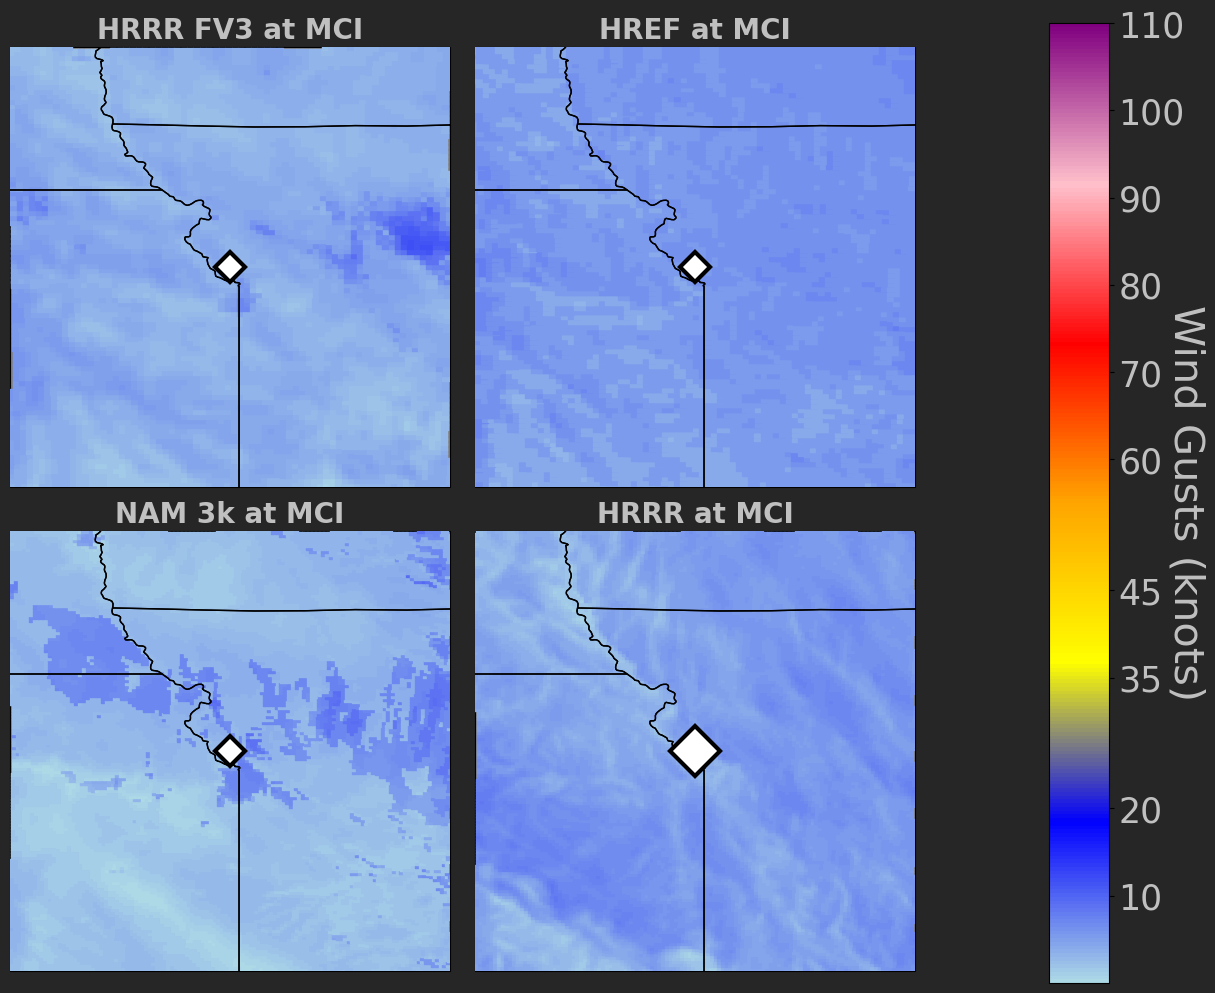 HRRR FV3 at MCI
HREF at MCI
NAM 3k at MCI
HRRR at MCI
110
100
90
80
70
60
45
35
20
10
Wind Gusts (knots)